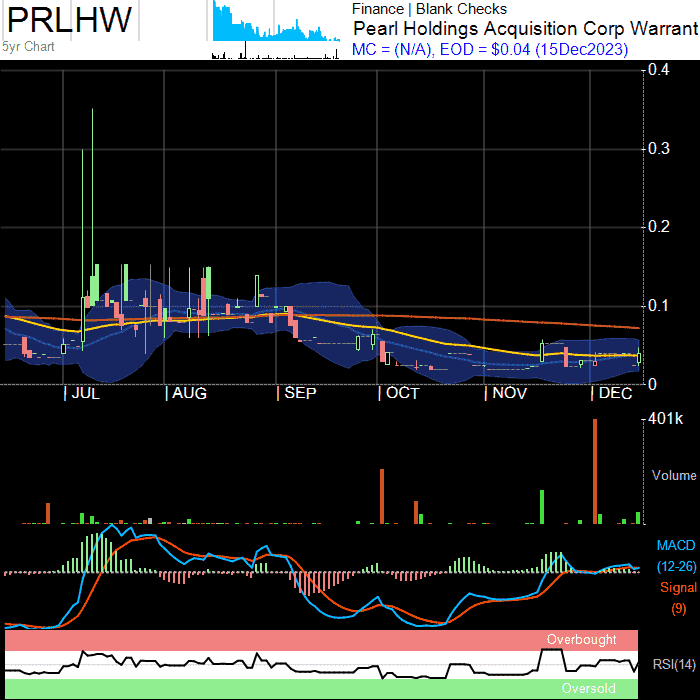 PRLHW
5yr Chart
Finance | Blank Checks
Pearl Holdings Acquisition Corp Warrant
MC = (N/A), EOD = $0.04 (15Dec2023)
0.4
0.3
0.2
0.1
0
| JUL | AUG | SEP | OCT | NOV | DEC
401k
Volume
MACD
(12-26)
Signal
(9)
Overbought
RSI(14)
Oversold